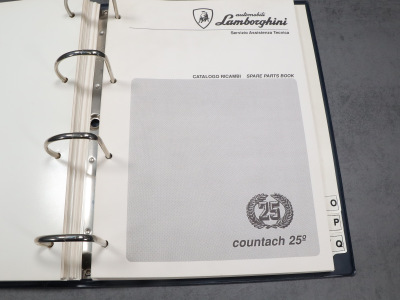 automobili
Lamborghini
Servizio Assistenza Tecnica
CATALOGO RICAMBI SPARE PARTS BOOK
25
countach 25º
O
P
Q